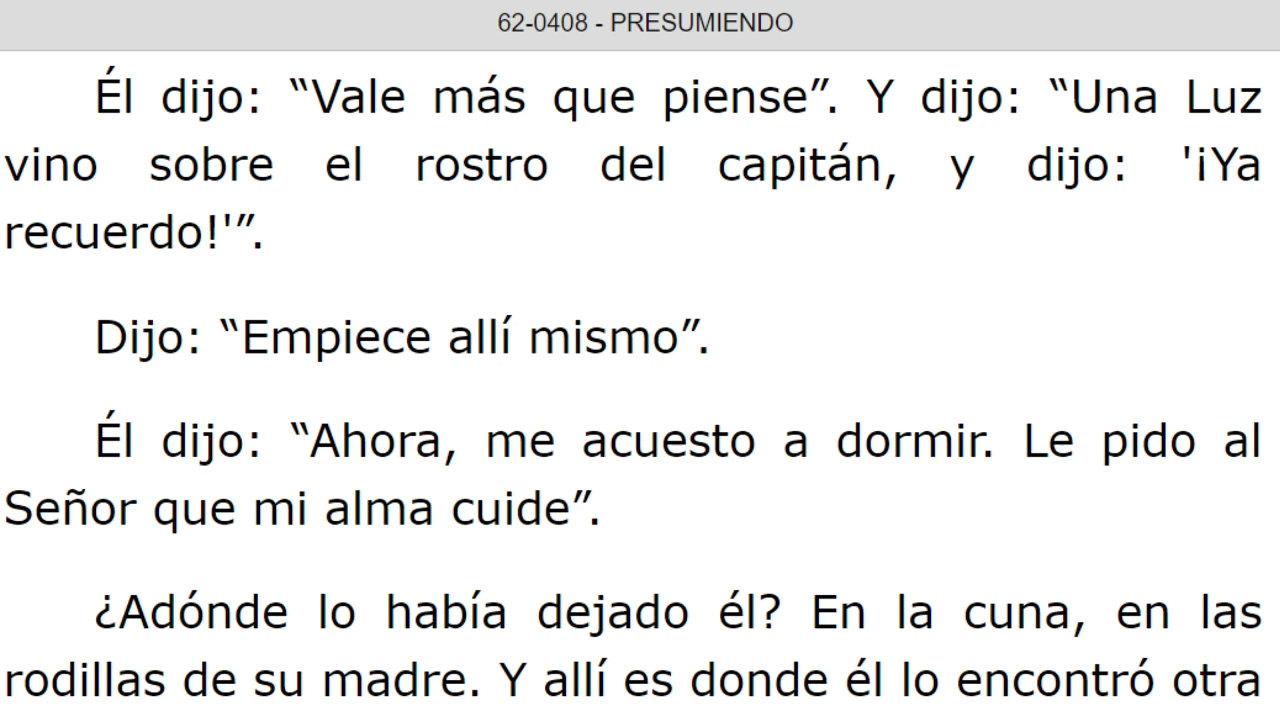 62-0408 - PRESUMIENDO
Él dijo: “Vale más que piense”. Y dijo: “Una Luz
vino sobre el rostro del capitán, y dijo: '¡Ya
recuerdo!'”.
Dijo: “Empiece allí mismo”.
Él dijo: “Ahora, me acuesto a dormir. Le pido al
Señor que mi alma cuide”.
¿Adónde lo había dejado él? En la cuna, en las
rodillas de su madre. Y allí es donde él lo encontró otra